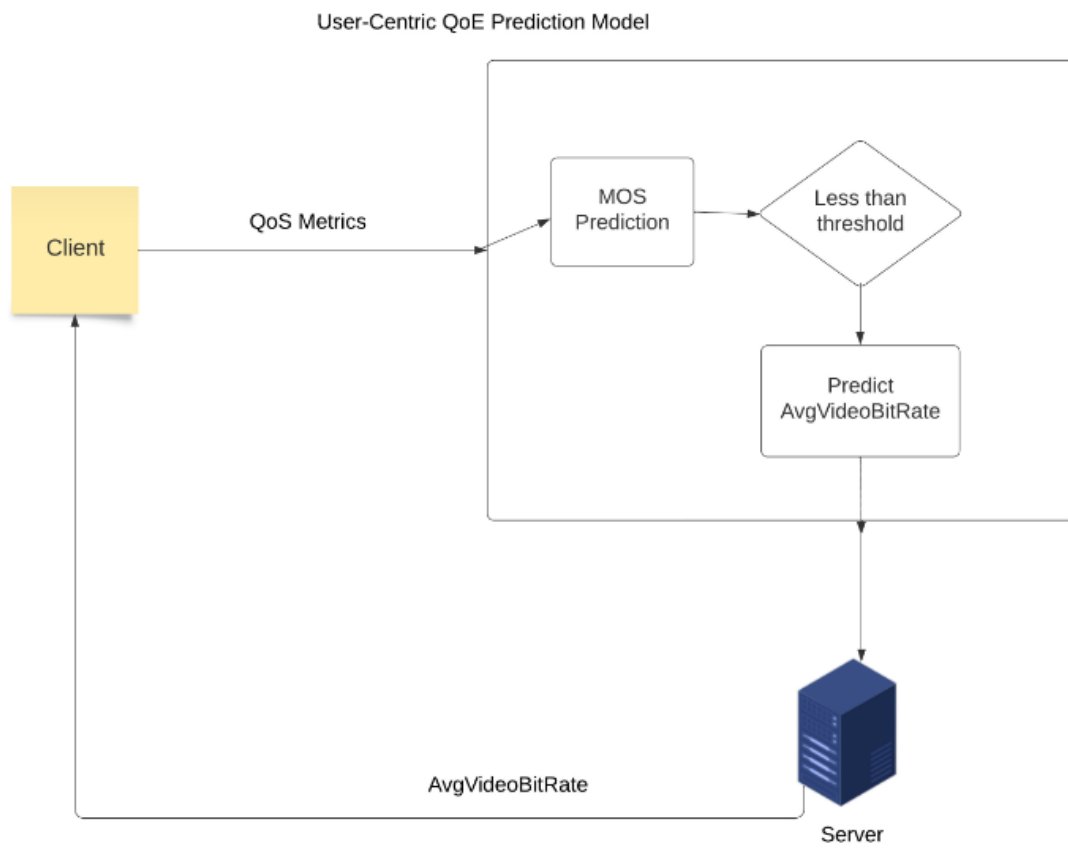 User-Centric QoE Prediction Model
MOS
Prediction
Less than
threshold
QoS Metrics
Client
Predict
AvgVideoBitRate
AvgVideoBitRate
Server